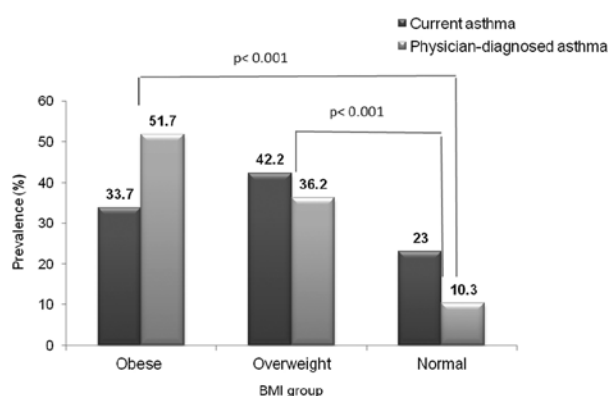 Current asthma
Physician-diagnosed asthma
p< 0.001
p< 0.001
60
50
40
30
20
10
0
Prevalence (%)
51.7
33.7
42.2
36.2
23
10.3
Obese
Overweight
Normal
BMI group